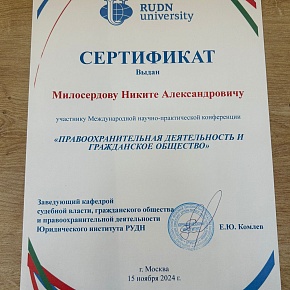 RUDN
university
СЕРТИФИКАТ
Выдан
Милосердову Никите Александровичу
участнику Международной научно-практической конференции
«ПРАВООХРАНИТЕЛЬНАЯ ДЕЯТЕЛЬНОСТЬ И
ГРАЖДАНСКОЕ ОБЩЕСТВО»
Заведующий кафедрой
судебной власти, гражданского общества
и правоохранительной деятельности
Юридического института РУДН
Е.Ю. Комлев
г. Москва
15 ноября 2024 г.